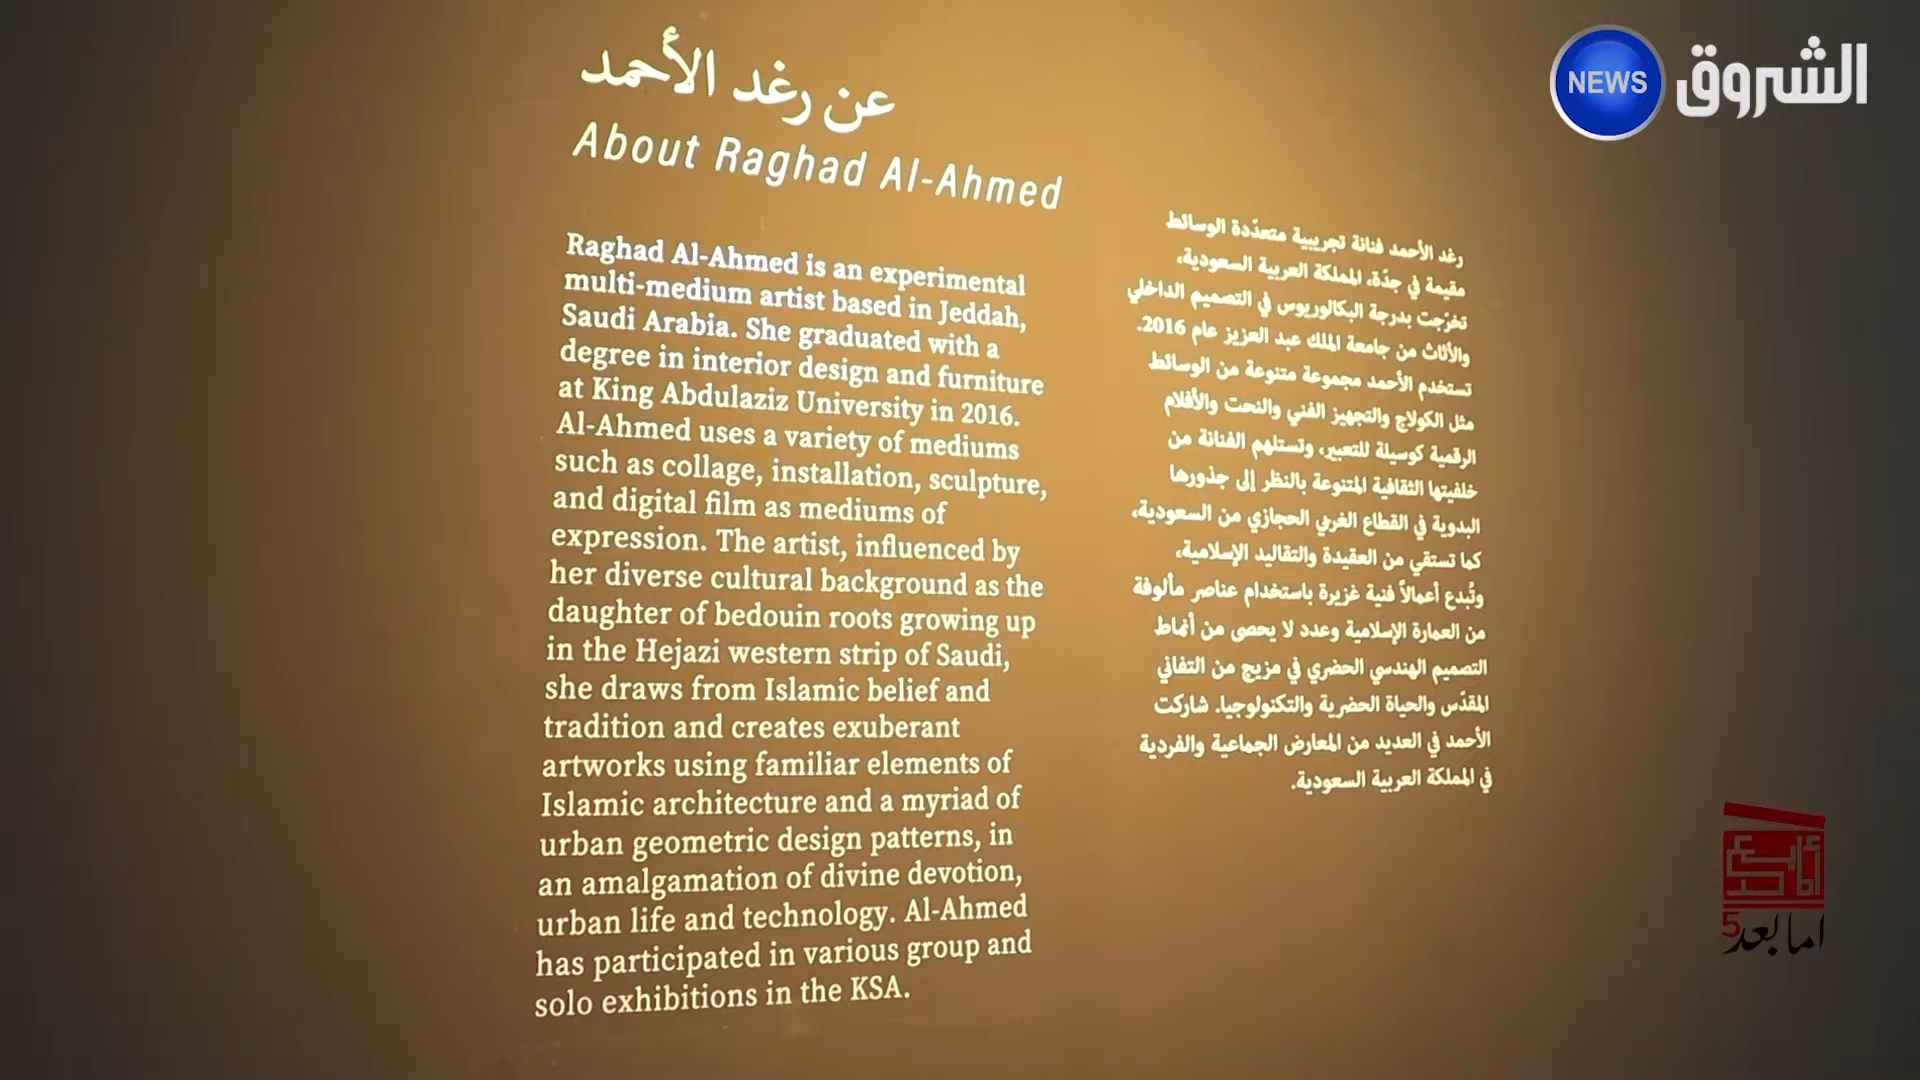 NEWS الشروق
عن رغد الأحمد
About Raghad Al-Ahmed
Raghad Al-Ahmed is an experimental
multi-medium artist based in Jeddah,
Saudi Arabia. She graduated with a
degree in interior design and furniture
at King Abdulaziz University in 2016.
Al-Ahmed uses a variety of mediums
such as collage, installation, sculpture,
and digital film as mediums of
expression. The artist, influenced by
her diverse cultural background as the
daughter of bedouin roots growing up
in the Hejazi western strip of Saudi,
she draws from Islamic belief and
tradition and creates exuberant
artworks using familiar elements of
Islamic architecture and a myriad of
urban geometric design patterns, in
an amalgamation of divine devotion,
urban life and technology. Al-Ahmed
has participated in various group and
solo exhibitions in the KSA.
رغد الأحمد فنانة تجريبية متعدّدة الوسائط
مقيمة في جدّة، المملكة العربية السعودية،
تخرّجت بدرجة البكالوريوس في التصميم الداخلي
والأثاث من جامعة الملك عبد العزيز عام 2016.
تستخدم الأحمد مجموعة متنوعة من الوسائط
مثل الكولاج والتجهيز الفني والنحت والأفلام
الرقمية كوسيلة للتعبير، وتستلهم الفنانة من
خلفيتها الثقافية المتنوعة بالنظر إلى جذورها
البدوية في القطاع الغربي الحجازي من السعودية،
كما تستقي من العقيدة والتقاليد الإسلامية،
وتُبدع أعمالاً فنية غزيرة باستخدام عناصر مألوفة
من العمارة الإسلامية وعدد لا يحصى من أنماط
التصميم الهندسي الحضري في مزيج من التفاني
المقدّس والحياة الحضرية والتكنولوجيا. شاركت
الأحمد في العديد من المعارض الجماعية والفردية
في المملكة العربية السعودية.
أما بعد
اما بعد 5